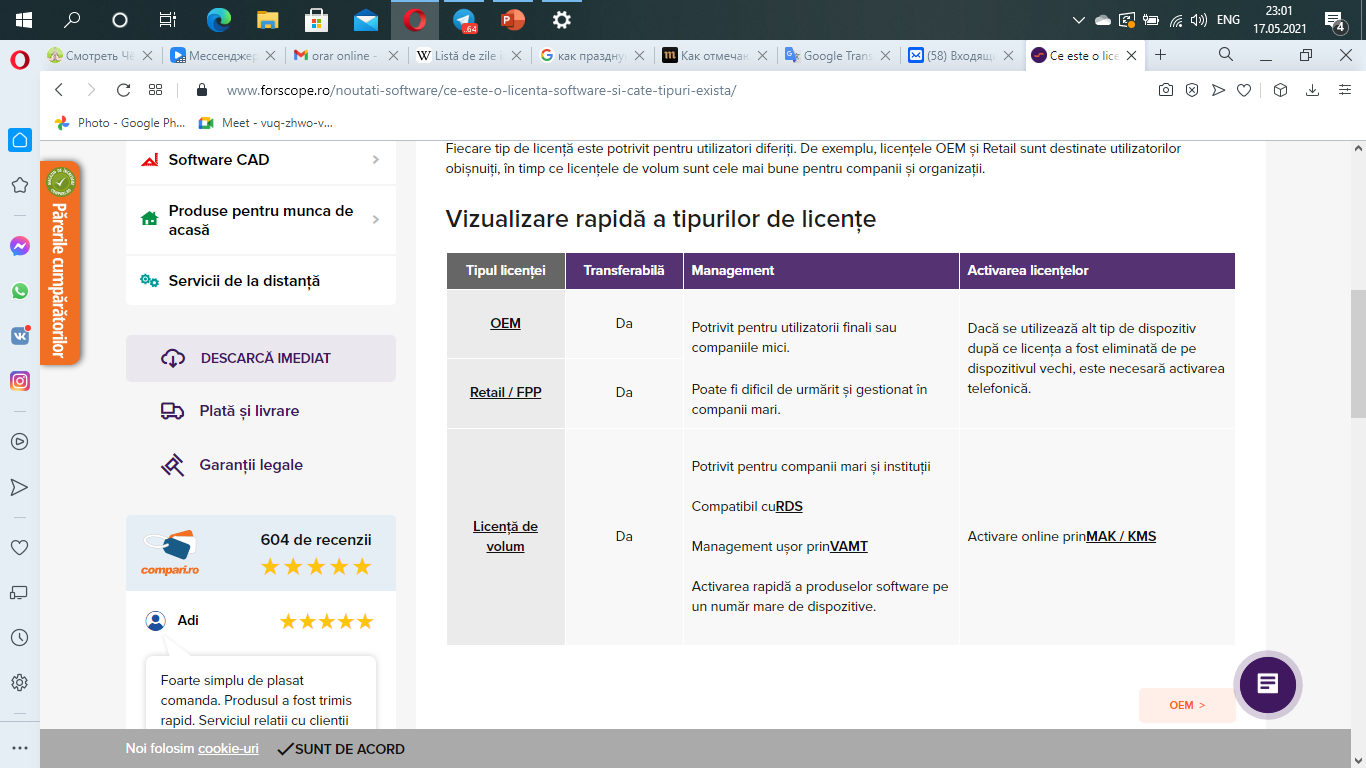 ENG
23:01
17.05.2021
4
.64
Смотреть Чё
Мессенджер
orar online -
Listă de zile f
как праздну
Как отмечаю
Google Trans
(58) Входящи
Ce este o lice
www.forscope.ro/noutati-software/ce-este-o-licenta-software-si-cate-tipuri-exista/
Photo - Google Ph...
Meet - vuq-zhwo-v...
Părerile cumpărătorilor
Software CAD
Produse pentru munca de
acasă
Servicii de la distanță
DESCARCĂ IMEDIAT
Plată și livrare
Garanții legale
compari.ro
604 de recenzii
Adi
Foarte simplu de plasat
comanda. Produsul a fost trimis
rapid. Serviciul relatii cu clientii
Fiecare tip de licență este potrivit pentru utilizatori diferiți. De exemplu, licențele OEM și Retail sunt destinate utilizatorilor
obișnuiți, în timp ce licențele de volum sunt cele mai bune pentru companii și organizații.
Vizualizare rapidă a tipurilor de licențe
Tipul licenței Transferabilă Management Activarea licențelor
OEM
Da
Potrivit pentru utilizatorii finali sau
companiile mici.
Dacă se utilizează alt tip de dispozitiv
după ce licența a fost eliminată de pe
dispozitivul vechi, este necesară activarea
telefonică.
Retail / FPP
Da
Poate fi dificil de urmărit și gestionat în
companii mari.
Licență de
volum
Da
Potrivit pentru companii mari și instituții
Compatibil cuRDS
Management ușor prinVAMT
Activarea rapidă a produselor software pe
un număr mare de dispozitive.
Activare online prinMAK / KMS
OEM >
Noi folosim cookie-uri
SUNT DE ACORD